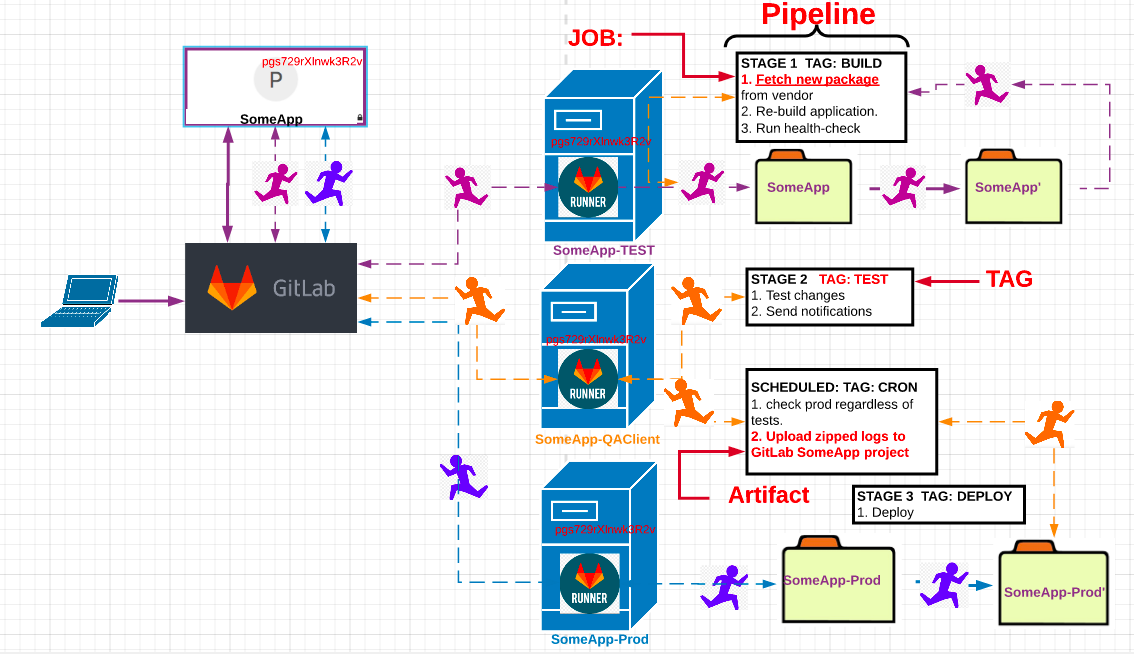 Pipeline
JOB:
pgs729rXlnwk3R2v
P
SomeApp
STAGE 1 TAG: BUILD
1. Fetch new package
from vendor
2. Re-build application.
3. Run health-check
pgs729rXlnwk3R2v
RUNNER
SomeApp
SomeApp'
SomeApp-TEST
GitLab
STAGE 2 TAG: TEST
1. Test changes
2. Send notifications
TAG
pgs729rXlnwk3R2v
RUNNER
SomeApp-QAClient
SCHEDULED: TAG: CRON
1. check prod regardless of
tests.
2. Upload zipped logs to
GitLab SomeApp project
Artifact
STAGE 3 TAG: DEPLOY
1. Deploy
pgs729rXlnwk3R2v
RUNNER
SomeApp-Prod
SomeApp-Prod
SomeApp-Prod'